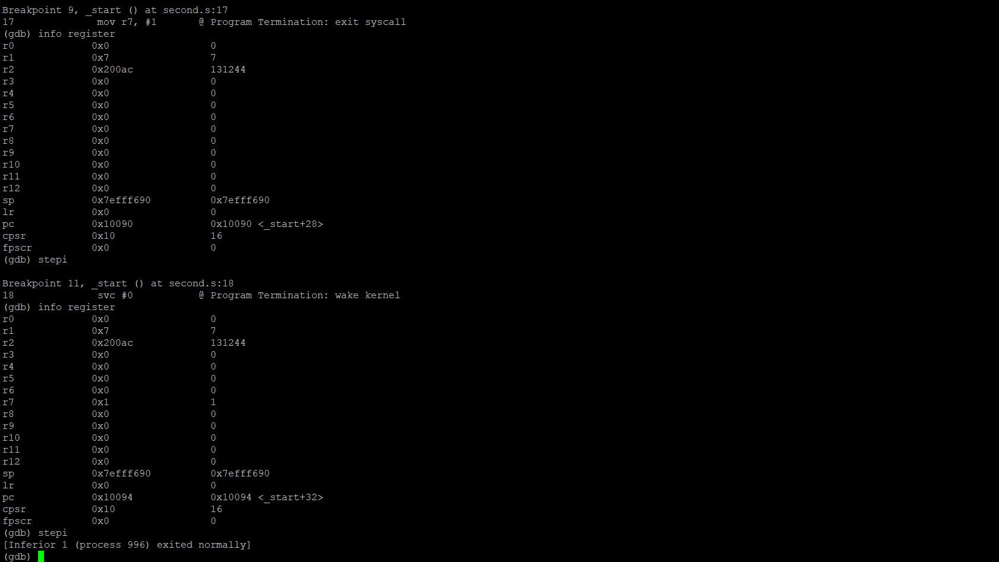 Breakpoint 9, _start () at second.s:17
17              mov r7, #1       @ Program Termination: exit syscall
(gdb) info register
r0             0x0                 0
r1             0x7                 7
r2             0x200ac             131244
r3             0x0                 0
r4             0x0                 0
r5             0x0                 0
r6             0x0                 0
r7             0x0                 0
r8             0x0                 0
r9             0x0                 0
r10            0x0                 0
r11            0x0                 0
r12            0x0                 0
sp             0x7efff690          0x7efff690
lr             0x0                 0
pc             0x10090             0x10090 <_start+28>
cpsr           0x10                16
fpscr          0x0                 0
(gdb) stepi
Breakpoint 11, _start () at second.s:18
18              svc #0           @ Program Termination: wake kernel
(gdb) info register
r0             0x0                 0
r1             0x7                 7
r2             0x200ac             131244
r3             0x0                 0
r4             0x0                 0
r5             0x0                 0
r6             0x0                 0
r7             0x1                 1
r8             0x0                 0
r9             0x0                 0
r10            0x0                 0
r11            0x0                 0
r12            0x0                 0
sp             0x7efff690          0x7efff690
lr             0x0                 0
pc             0x10094             0x10094 <_start+32>
cpsr           0x10                16
fpscr          0x0                 0
(gdb) stepi
[Inferior 1 (process 996) exited normally]
(gdb)